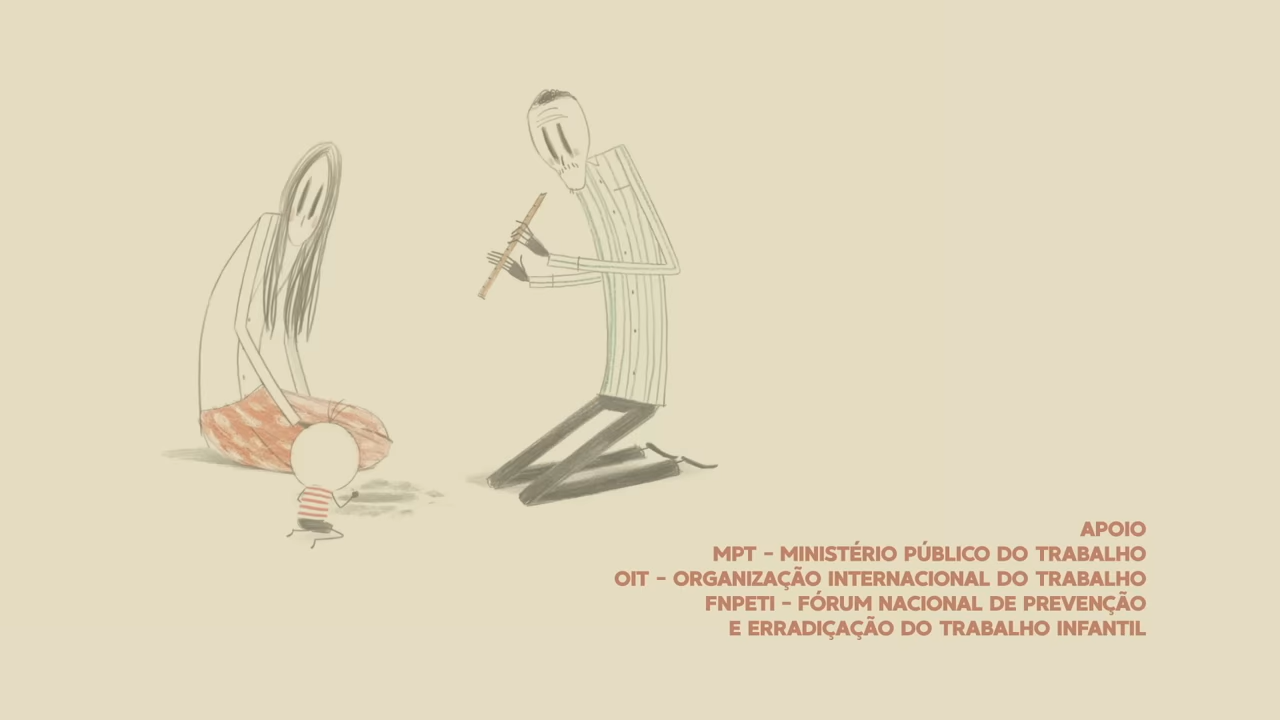 APOIO
MPT - MINISTÉRIO PÚBLICO DO TRABALHO
OIT - ORGANIZAÇÃO INTERNACIONAL DO TRABALHO
FNPETI - FÓRUM NACIONAL DE PREVENÇÃO
E ERRADIÇAÇÃO DO TRABALHO INFANTIL